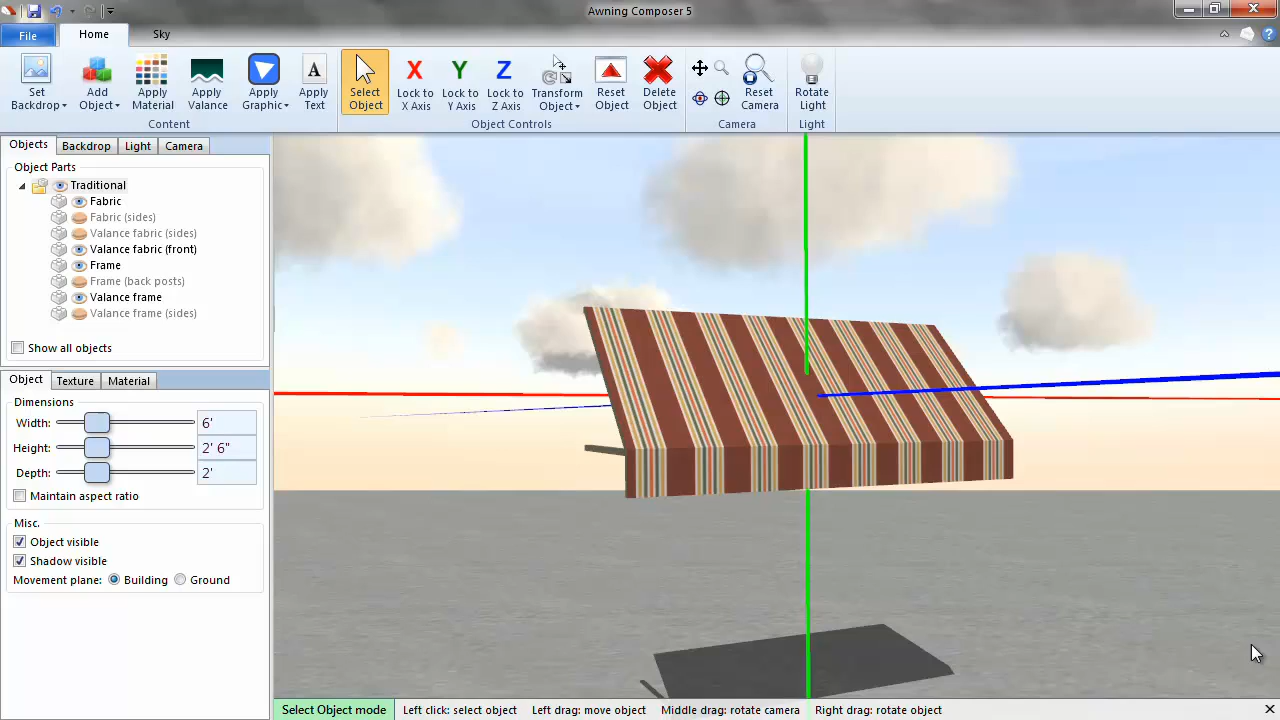 Awning Composer 5
File Home Sky
Set Backdrop
Add Object
Apply Material
Apply Valance
Apply Graphic
A
Apply Text
Select Object
X
Lock to X Axis
Y
Lock to Y Axis
Z
Lock to Z Axis
Transform Object
Reset Object
Delete Object
Reset Camera
Rotate Light
Content Object Controls Camera Light
Objects Backdrop Light Camera
Object Parts
Traditional
Fabric
Fabric (sides)
Valance fabric (sides)
Valance fabric (front)
Frame
Frame (back posts)
Valance frame
Valance frame (sides)
Show all objects
Object Texture Material
Dimensions
Width: 6'
Height: 2' 6"
Depth: 2'
Maintain aspect ratio
Misc.
Object visible
Shadow visible
Movement plane: Building Ground
Select Object mode Left click: select object Left drag: move object Middle drag: rotate camera Right drag: rotate object